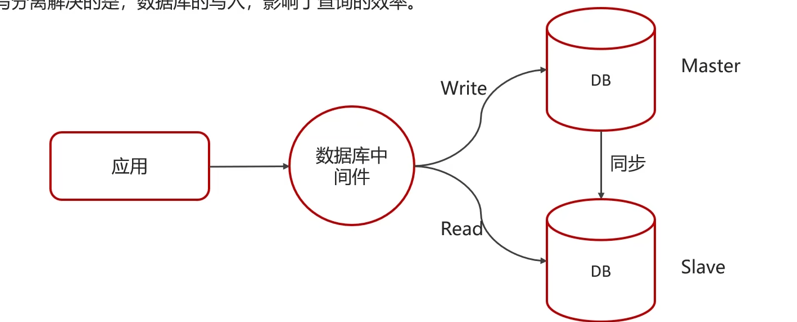 写分离解决的是，数据库的写入，影响了查询的效率。
Write
DB
Master
应用
数据库中
间件
同步
Read
DB
Slave